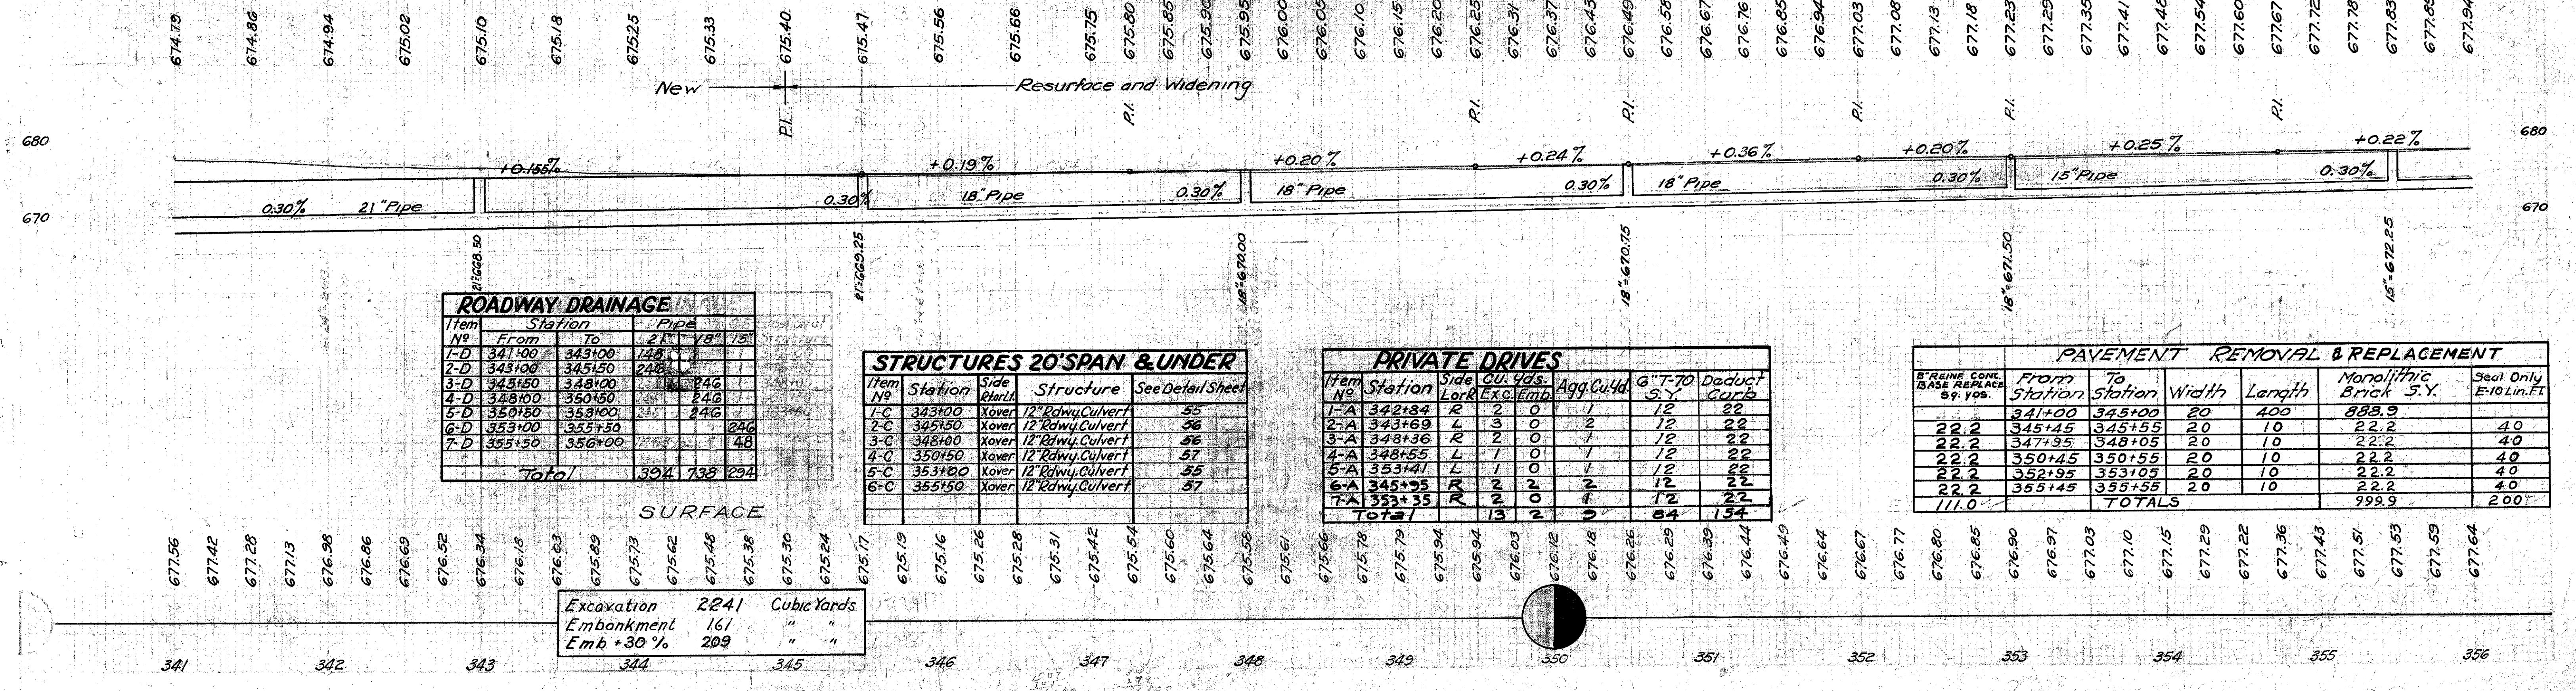 674.79 674.86 674.94 675.02 675.10 675.18 675.25 675.33 675.40 675.47 675.56 675.66 675.75 675.80 675.85 675.90 675.95 676.00 676.05 676.10 676.15 676.20 676.25 676.31 676.37 676.43 676.49 676.58 676.67 676.76 676.85 676.94 677.03 677.08 677.13 677.18 677.23 677.29 677.35 677.41 677.48 677.54 677.60 677.67 677.72 677.78 677.83 677.89 677.94
New Resurface and Widening
P.I. P.I. P.I. P.I. P.I. P.I. P.I. P.I.
680 680
+0.155% +0.19% +0.20% +0.24% +0.36% +0.20% +0.25% +0.22%
0.30% 21"Pipe 0.30% 18"Pipe 0.30% 18"Pipe 0.30% 18"Pipe 0.30% 15"Pipe 0.30%
670 670
21"=668.50 21"=669.25 18"=670.00 18"=670.75 18"=671.50 15"=672.25
ROADWAY DRAINAGE
Item Station Pipe
Nº From To 21" 18" 15"
1-D 341+00 343+00 148
2-D 343+00 345+50 246
3-D 345+50 348+00 246
4-D 348+00 350+50 246
5-D 350+50 353+00 246
6-D 353+00 355+50 246
7-D 355+50 356+00 48
Total 394 738 294
STRUCTURES 20'SPAN & UNDER
Item Nº Station Side Rt or Lt. Structure See Detail Sheet
1-C 343+00 Xover 12"Rdwy.Culvert 55
2-C 345+50 Xover 12"Rdwy.Culvert 56
3-C 348+00 Xover 12"Rdwy.Culvert 56
4-C 350+50 Xover 12"Rdwy.Culvert 57
5-C 353+00 Xover 12"Rdwy.Culvert 55
6-C 355+50 Xover 12"Rdwy.Culvert 57
PRIVATE DRIVES
Item Nº Station Side L or R Cu. Yds. Exc. Emb. Agg.Cu.Yd. 6"T-70 S.Y. Deduct Curb
1-A 342+84 R 2 0 1 12 22
2-A 343+69 L 3 0 2 12 22
3-A 348+36 R 2 0 1 12 22
4-A 348+55 L 1 0 1 12 22
5-A 353+41 L 1 0 1 12 22
6-A 345+95 R 2 2 2 12 22
7-A 353+35 R 2 0 1 12 22
Total 13 2 9 84 154
PAVEMENT REMOVAL & REPLACEMENT
8" REINF. CONC. BASE REPLACE SQ. YDS. From Station To Station Width Length Monolithic Brick S.Y. Seal Only E-10 Lin.FT.
341+00 345+00 20 400 888.9
22.2 345+45 345+55 20 10 22.2 40
22.2 347+95 348+05 20 10 22.2 40
22.2 350+45 350+55 20 10 22.2 40
22.2 352+95 353+05 20 10 22.2 40
22.2 355+45 355+55 20 10 22.2 40
111.0 TOTALS 999.9 200
SURFACE
677.56 677.42 677.28 677.13 676.98 676.86 676.69 676.52 676.34 676.18 676.03 675.89 675.73 675.62 675.48 675.38 675.30 675.24 675.17 675.19 675.16 675.26 675.28 675.31 675.42 675.54 675.60 675.64 675.58 675.61 675.66 675.78 675.79 675.94 675.94 676.03 676.12 676.18 676.26 676.29 676.39 676.44 676.49 676.64 676.67 676.77 676.80 676.85 676.90 676.97 677.03 677.10 677.15 677.29 677.22 677.36 677.43 677.51 677.53 677.59 677.64
Excavation 2241 Cubic Yards
Embankment 161 " "
Emb +30% 209 " "
341 342 343 344 345 346 347 348 349 350 351 352 353 354 355 356